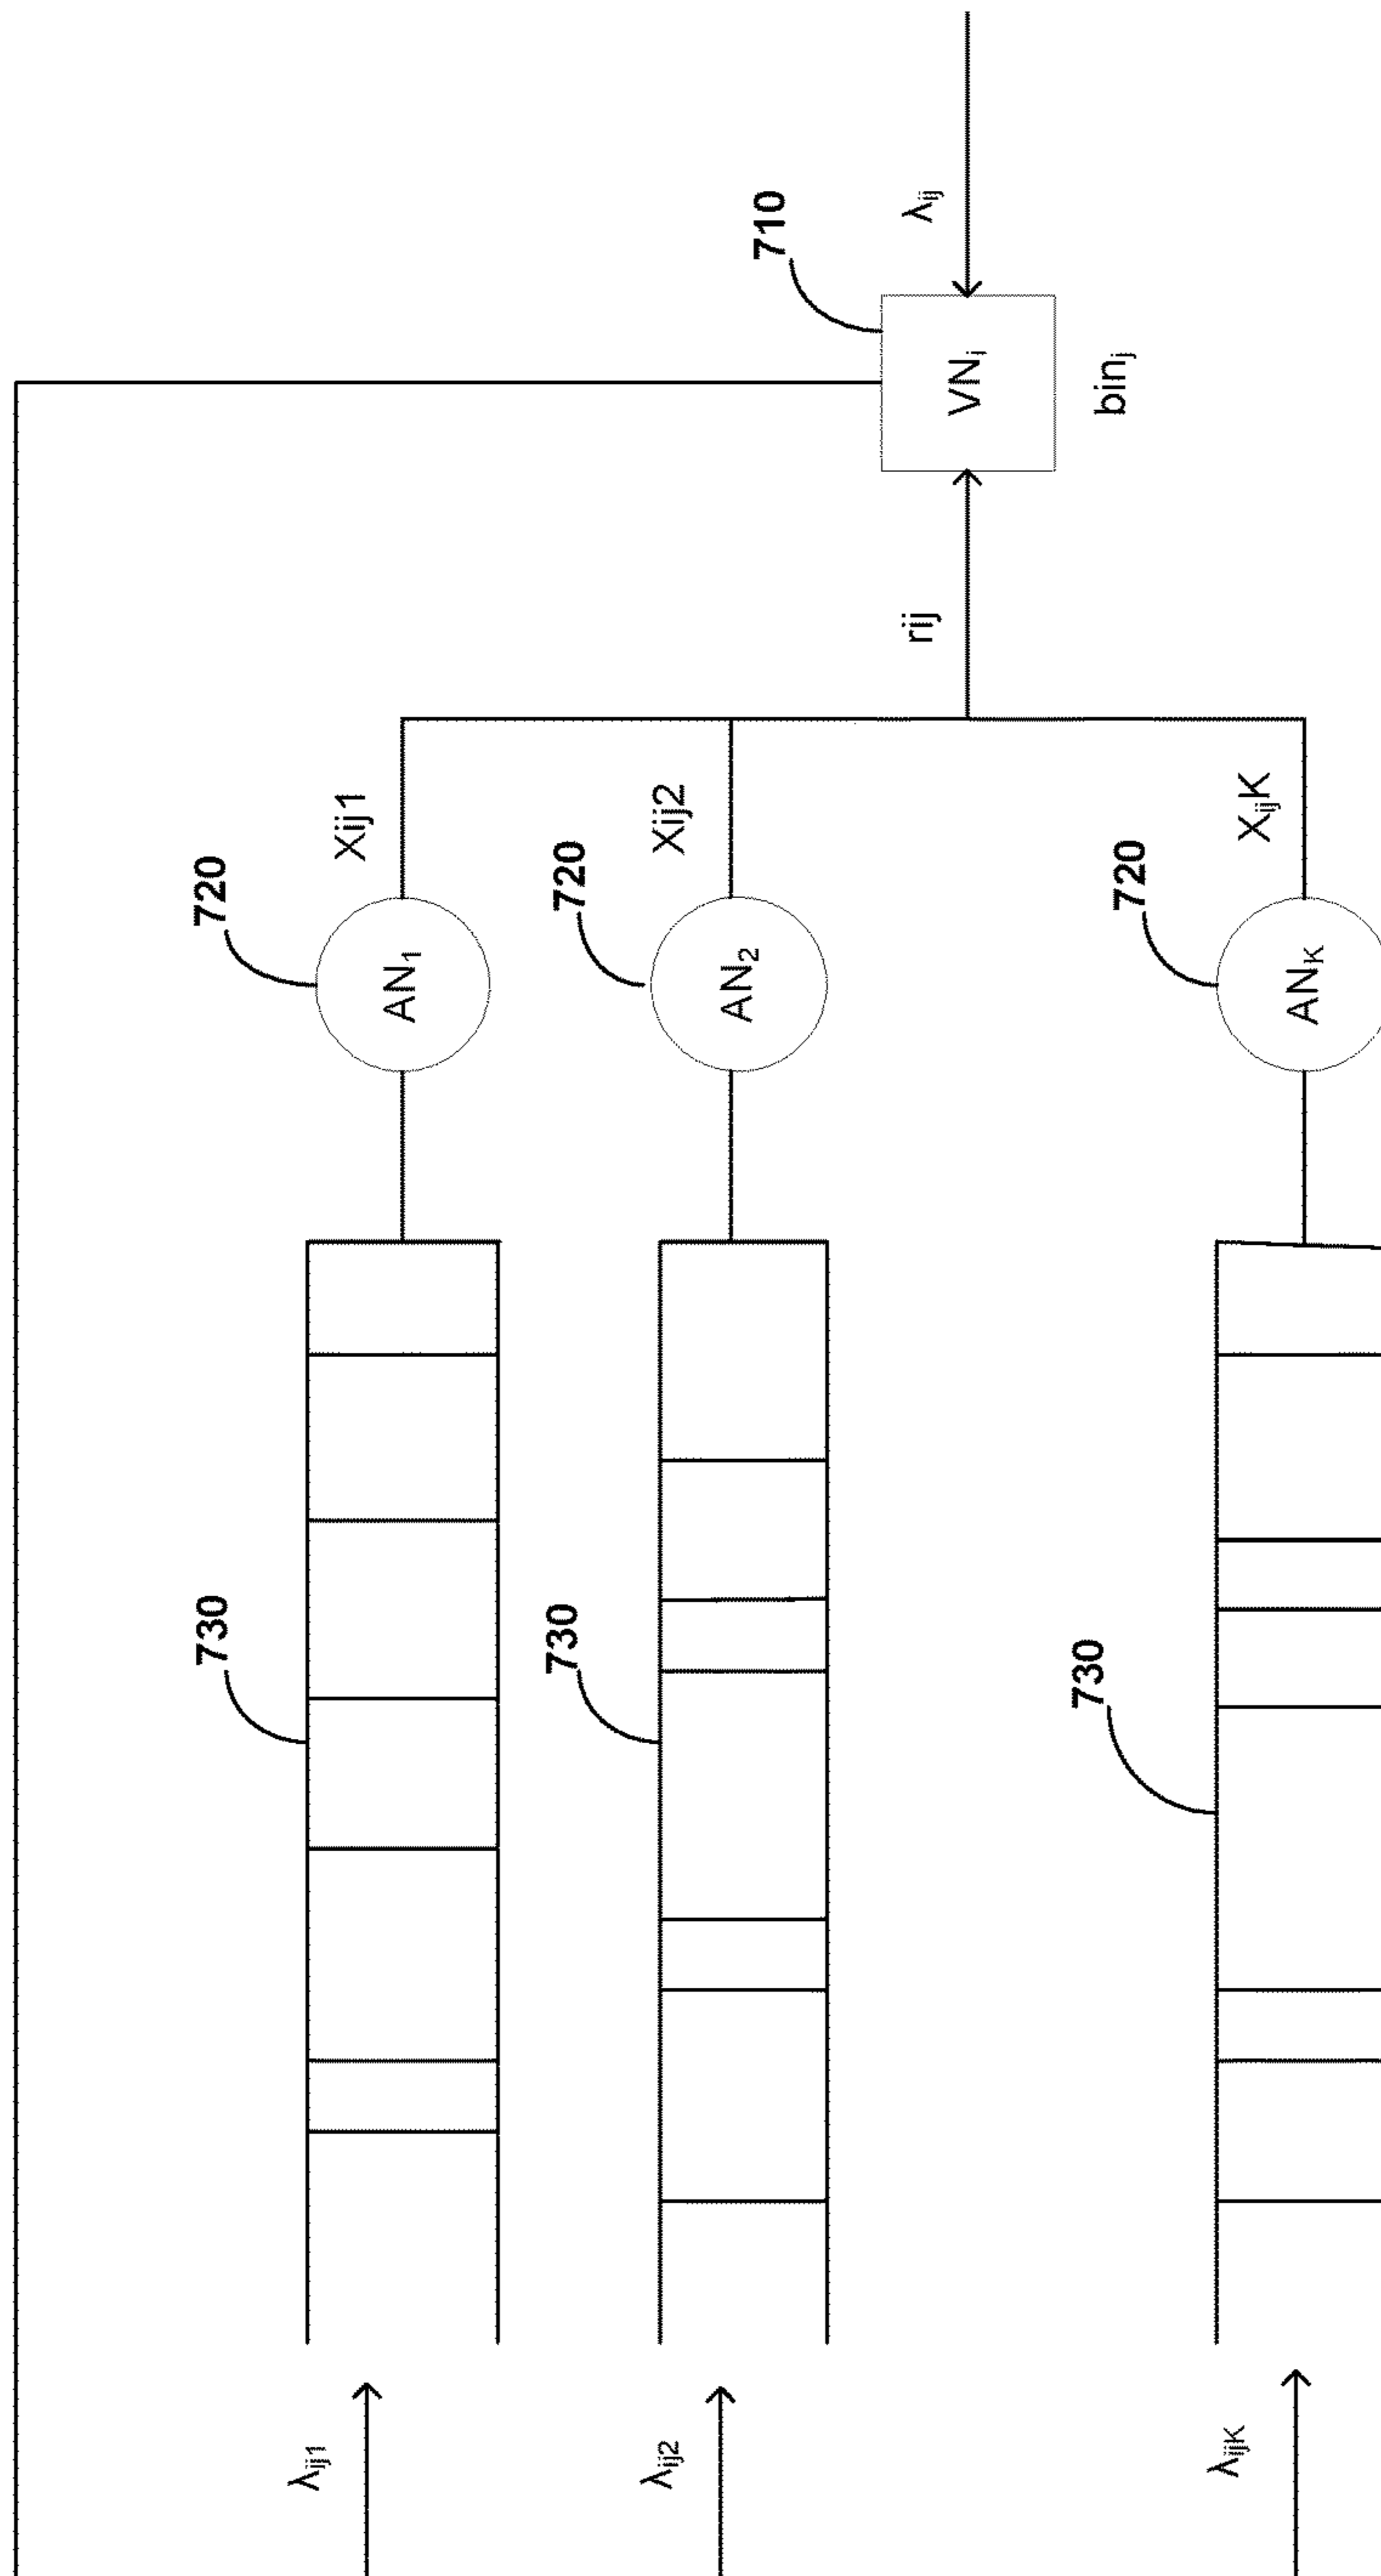 730
720
λij1
Xij1
AN1
730
720
λij2
Xij2
AN2
710
rij
λij
VNi
binj
730
720
λijK
XijK
ANK